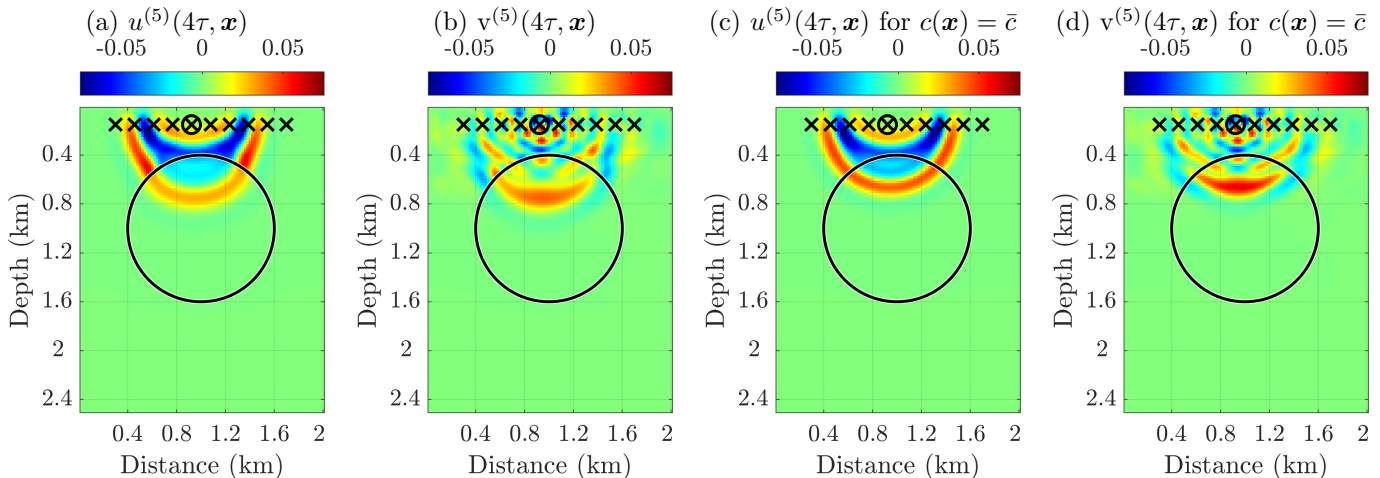 (a) u⁽⁵⁾(4τ, x)
-0.05 0 0.05
0.4
0.8
1.2
1.6
2
2.4
Depth (km)
0.4 0.8 1.2 1.6 2
Distance (km)
(b) v⁽⁵⁾(4τ, x)
-0.05 0 0.05
0.4
0.8
1.2
1.6
2
2.4
Depth (km)
0.4 0.8 1.2 1.6 2
Distance (km)
(c) u⁽⁵⁾(4τ, x) for c(x) = c̄
-0.05 0 0.05
0.4
0.8
1.2
1.6
2
2.4
Depth (km)
0.4 0.8 1.2 1.6 2
Distance (km)
(d) v⁽⁵⁾(4τ, x) for c(x) = c̄
-0.05 0 0.05
0.4
0.8
1.2
1.6
2
2.4
Depth (km)
0.4 0.8 1.2 1.6 2
Distance (km)